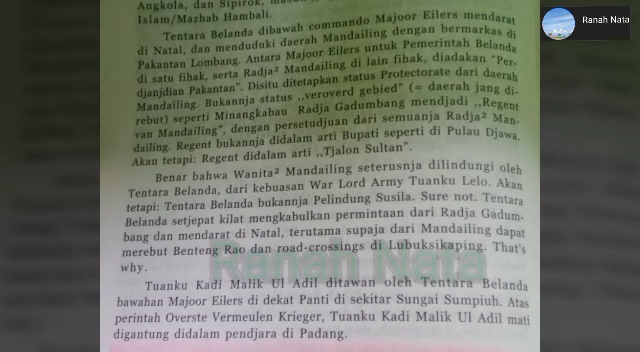 Angkola, dan Sipirok,
Islam/Mazhab Hambali.
Tentara Belanda dibawah commando Majoor Eilers mendarat
di Natal, dan menduduki daerah Mandailing dengan bermarkas di
Pakantan Lombang. Antara Majoor Eilers untuk Pemerintah Belanda
di satu fihak, serta Radja² Mandailing di lain fihak, diadakan "Per-
djandjian Pakantan". Disitu ditetapkan status Protectorate dari daerah
Mandailing. Bukannja status ,,veroverd gebied" (= daerah jang di-
rebut) seperti Minangkabau Radja Gadumbang mendjadi ,,Regent
van Mandailing", dengan persetudjuan dari semuanja Radja² Man-
dailing. Regent bukannja didalam arti Bupati seperti di Pulau Djawa.
Akan tetapi: Regent didalam arti ,,Tjalon Sultan".
Benar bahwa Wanita² Mandailing seterusnja dilindungi oleh
Tentara Belanda, dari kebuasan War Lord Army Tuanku Lelo. Akan
tetapi: Tentara Belanda bukannja Pelindung Susila. Sure not. Tentara
Belanda setjepat kilat mengkabulkan permintaan dari Radja Gadum-
bang dan mendarat di Natal, terutama supaja dari Mandailing dapat
merebut Benteng Rao dan road-crossings di Lubuksikaping. That's
why.
Tuanku Kadi Malik Ul Adil ditawan oleh Tentara Belanda
bawahan Majoor Eilers di dekat Panti di sekitar Sungai Sumpiuh. Atas
perintah Overste Vermeulen Krieger, Tuanku Kadi Malik Ul Adil mati
digantung didalam pendjara di Padang.
Ranah Nata
Ranah Nata